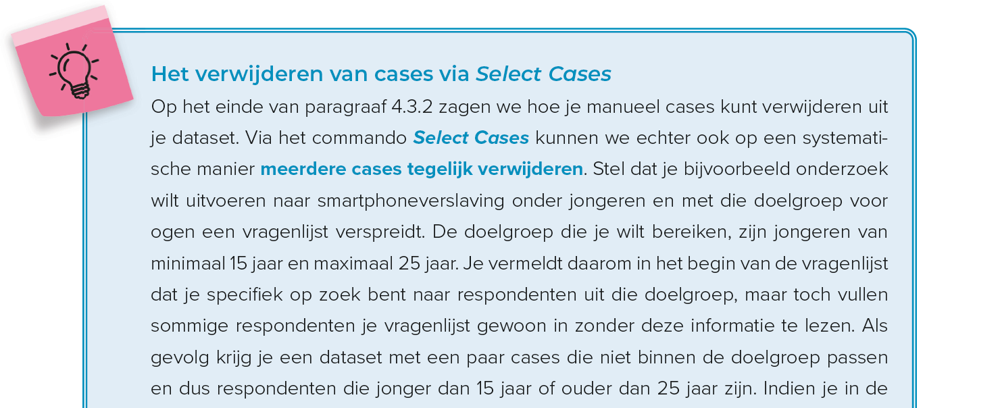 Het verwijderen van cases via Select Cases
Op het einde van paragraaf 4.3.2 zagen we hoe je manueel cases kunt verwijderen uit
je dataset. Via het commando Select Cases kunnen we echter ook op een systemati-
sche manier meerdere cases tegelijk verwijderen. Stel dat je bijvoorbeeld onderzoek
wilt uitvoeren naar smartphoneverslaving onder jongeren en met die doelgroep voor
ogen een vragenlijst verspreidt. De doelgroep die je wilt bereiken, zijn jongeren van
minimaal 15 jaar en maximaal 25 jaar. Je vermeldt daarom in het begin van de vragenlijst
dat je specifiek op zoek bent naar respondenten uit die doelgroep, maar toch vullen
sommige respondenten je vragenlijst gewoon in zonder deze informatie te lezen. Als
gevolg krijg je een dataset met een paar cases die niet binnen de doelgroep passen
en dus respondenten die jonger dan 15 jaar of ouder dan 25 jaar zijn. Indien je in de